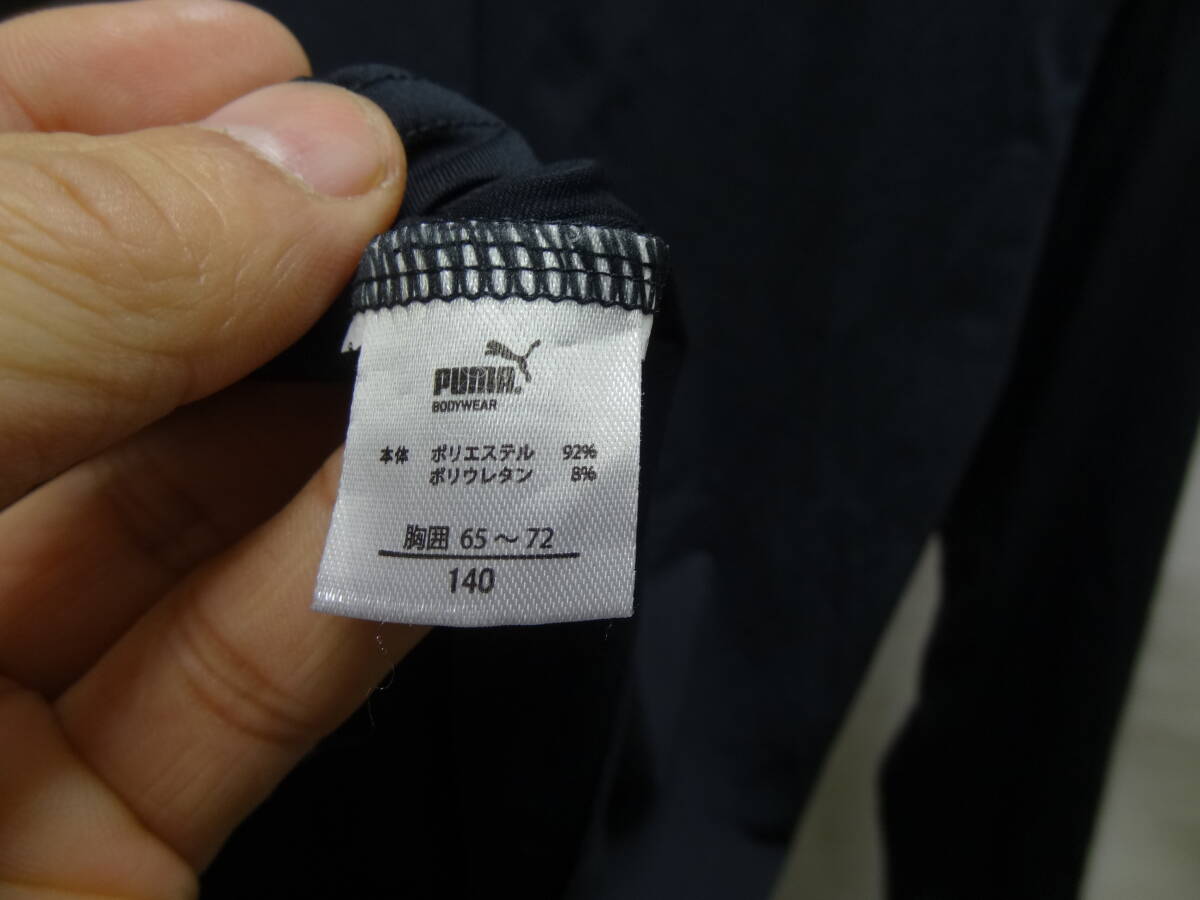 PUMA®
BODYWEAR
本体 ポリエステル 92%
ポリウレタン 8%
胸囲 65～72
140